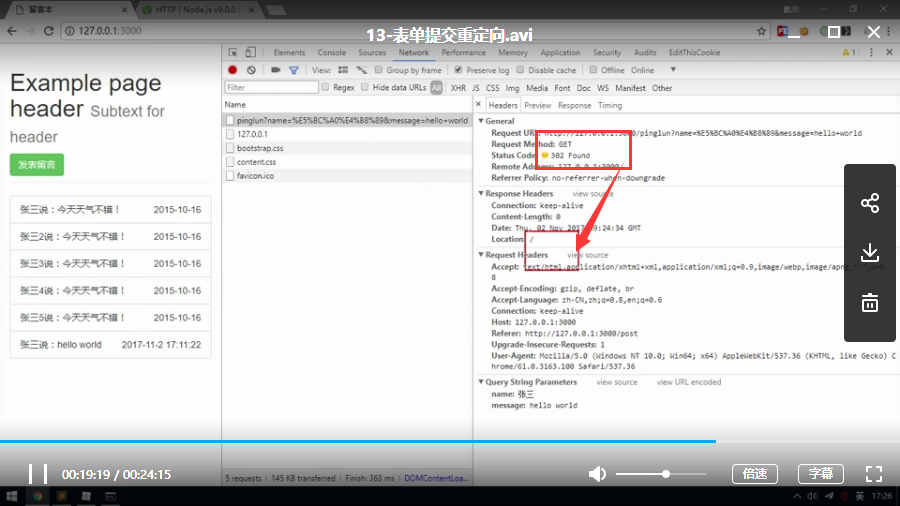 留言本
HTTP | Node.js v9.0.0
127.0.0.1:3000
13-表单提交重定向.avi
Example page
header Subtext for
header
发表留言
张三说：今天天气不错！ 2015-10-16
张三2说：今天天气不错！ 2015-10-16
张三3说：今天天气不错！ 2015-10-16
张三4说：今天天气不错！ 2015-10-16
张三5说：今天天气不错！ 2015-10-16
张三说：hello world 2017-11-2 17:11:22
Elements Console Sources Network Performance Memory Application Security Audits EditThisCookie 1
View: Group by frame Preserve log Disable cache Offline Online
Filter Regex Hide data URLs All XHR JS CSS Img Media Font Doc WS Manifest Other
Name
pinglun?name=%E5%BC%A0%E4%B8%89&message=hello+world
127.0.0.1
bootstrap.css
content.css
favicon.ico
5 requests | 145 KB transferred | Finish: 363 ms | DOMContentLoa...
Headers Preview Response Timing
General
Request URL: http://127.0.0.1:3000/pinglun?name=%E5%BC%A0%E4%B8%89&message=hello+world
Request Method: GET
Status Code: 302 Found
Remote Address: 127.0.0.1:3000
Referrer Policy: no-referrer-when-downgrade
Response Headers view source
Connection: keep-alive
Content-Length: 0
Date: Thu, 02 Nov 2017 09:24:34 GMT
Location: /
Request Headers view source
Accept: text/html,application/xhtml+xml,application/xml;q=0.9,image/webp,image/apng,*/*;q=0.
8
Accept-Encoding: gzip, deflate, br
Accept-Language: zh-CN,zh;q=0.8,en;q=0.6
Connection: keep-alive
Host: 127.0.0.1:3000
Referer: http://127.0.0.1:3000/post
Upgrade-Insecure-Requests: 1
User-Agent: Mozilla/5.0 (Windows NT 10.0; Win64; x64) AppleWebKit/537.36 (KHTML, like Gecko) C
hrome/61.0.3163.100 Safari/537.36
Query String Parameters view source view URL encoded
name: 张三
message: hello world
00:19:19 / 00:24:15
倍速
字幕
英 17:26